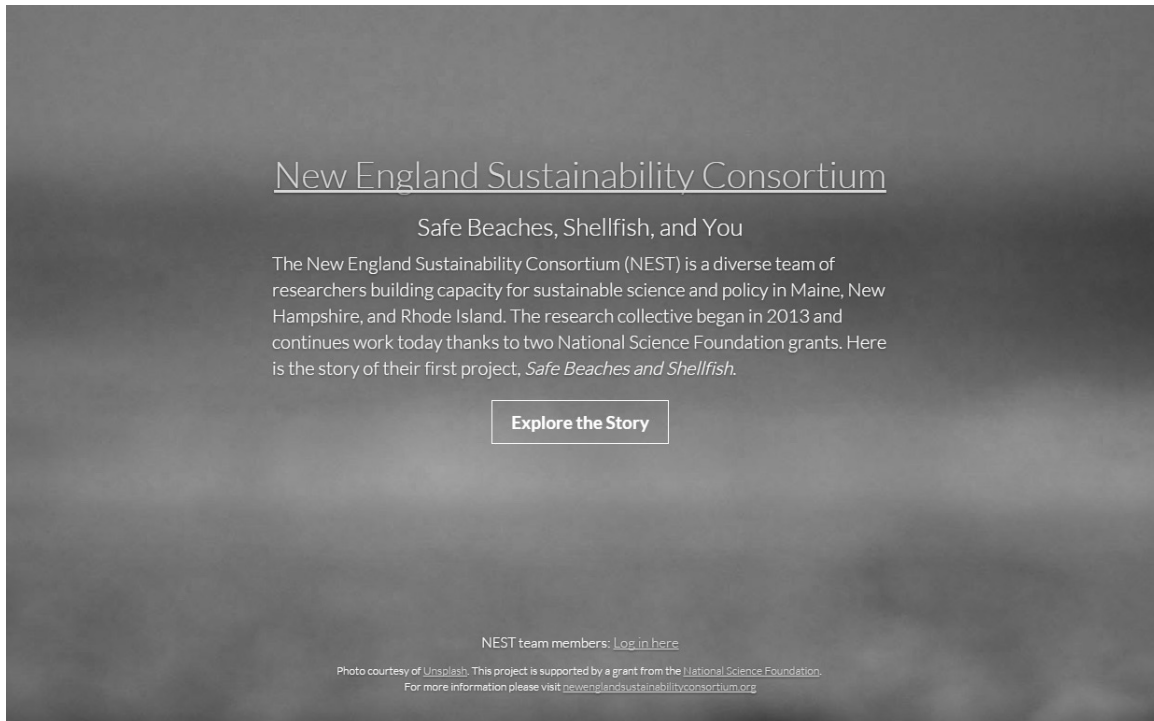 New England Sustainability Consortium
Safe Beaches, Shellfish, and You
The New England Sustainability Consortium (NEST) is a diverse team of
researchers building capacity for sustainable science and policy in Maine, New
Hampshire, and Rhode Island. The research collective began in 2013 and
continues work today thanks to two National Science Foundation grants. Here
is the story of their first project, Safe Beaches and Shellfish.
Explore the Story
NEST team members: Log in here
Photo courtesy of Unsplash. This project is supported by a grant from the National Science Foundation.
For more information please visit newenglandsustainabilityconsortium.org